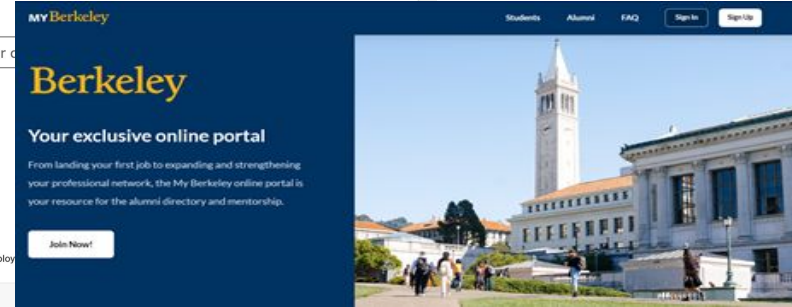 MY Berkeley
Students Alumni FAQ Sign In Sign Up
Berkeley
Your exclusive online portal
From landing your first job to expanding and strengthening
your professional network, the My Berkeley online portal is
your resource for the alumni directory and mentorship.
Join Now!